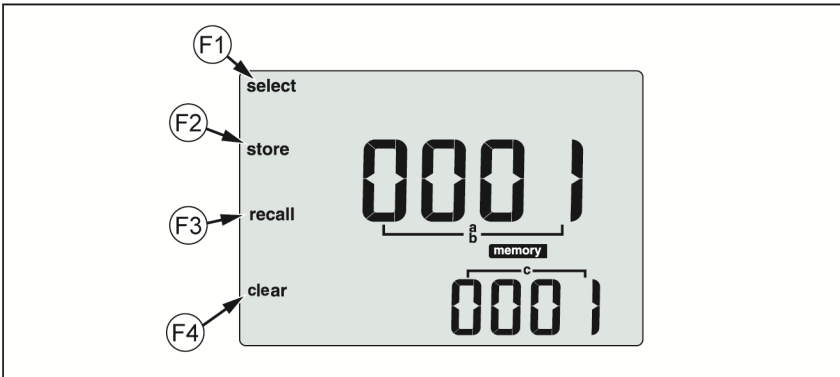 F1
select
F2
store
0001
F3
recall
a
b
memory
c
F4
clear
0001